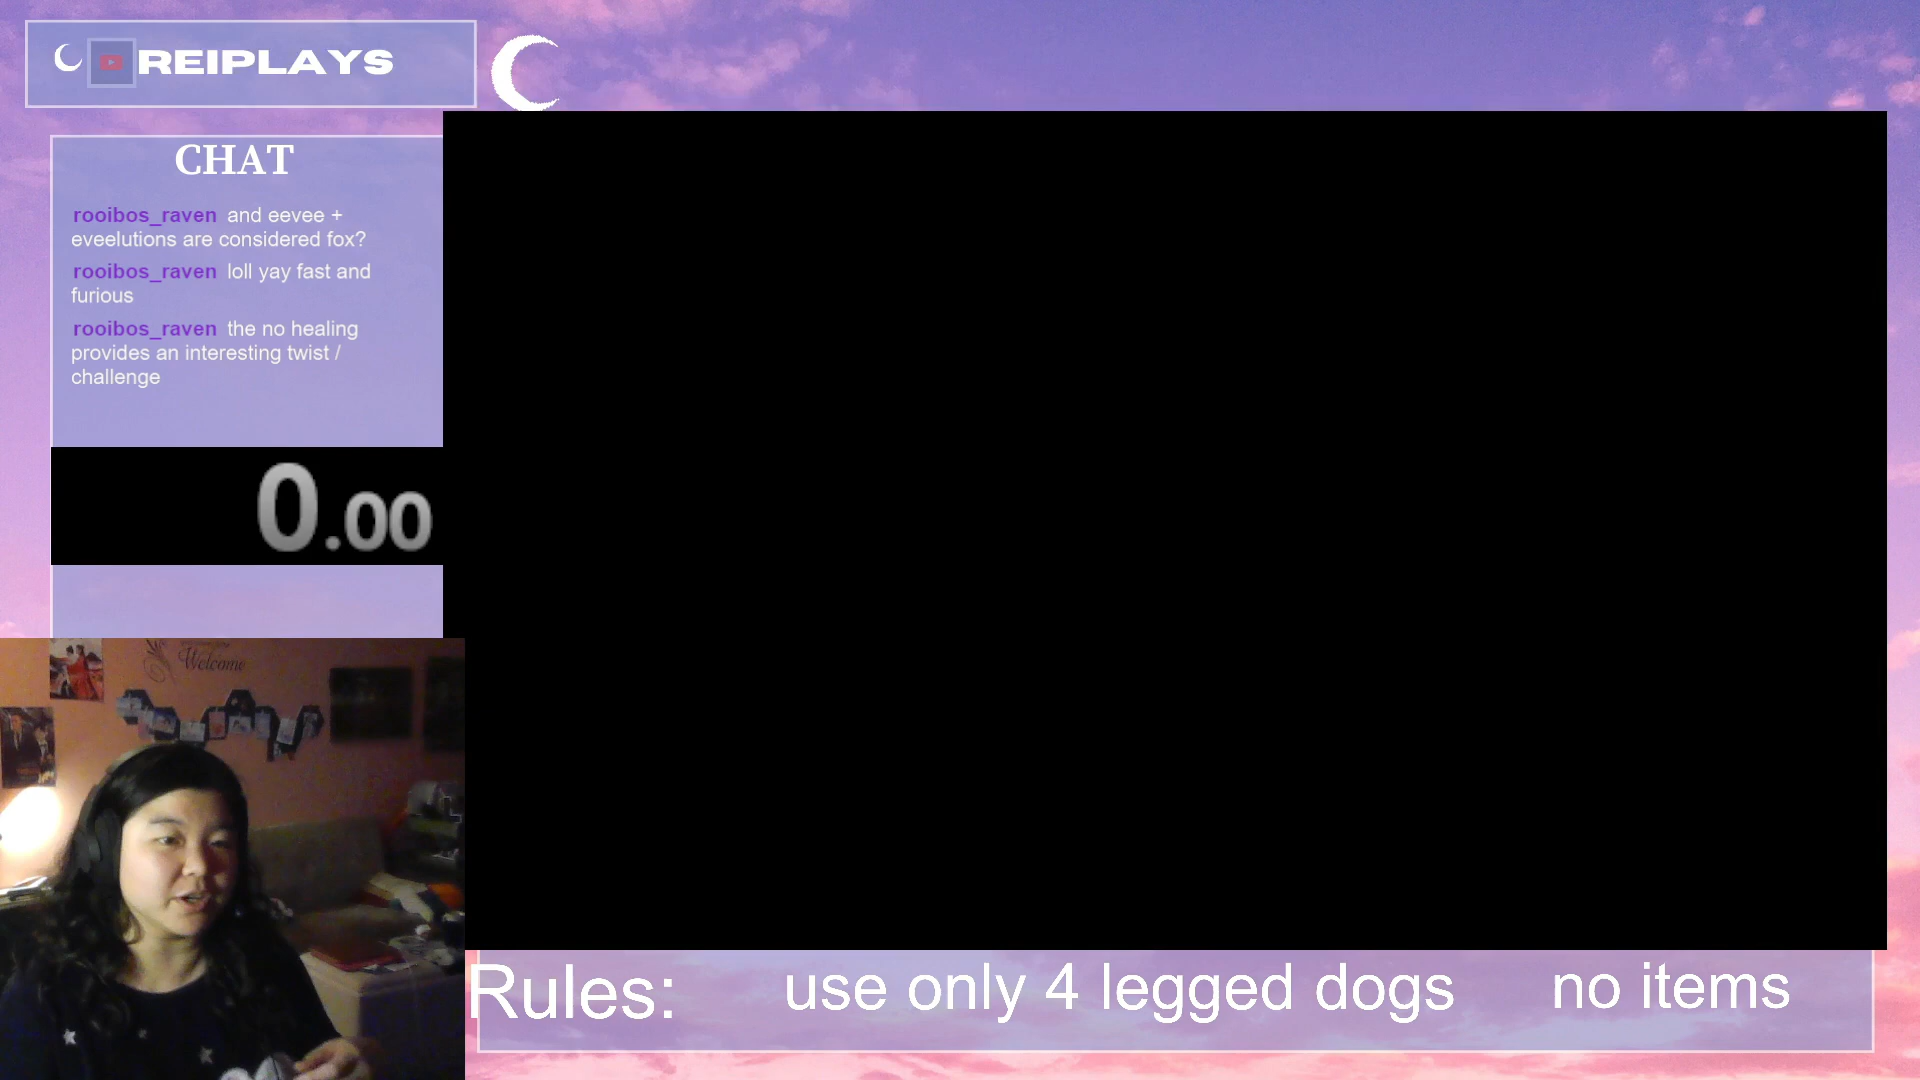 REIPLAYS
CHAT
rooibos_raven and eevee +
eveelutions are considered fox?
rooibos_raven loll yay fast and
furious
rooibos_raven the no healing
provides an interesting twist /
challenge
0.00
Welcome
Rules: use only 4 legged dogs no items